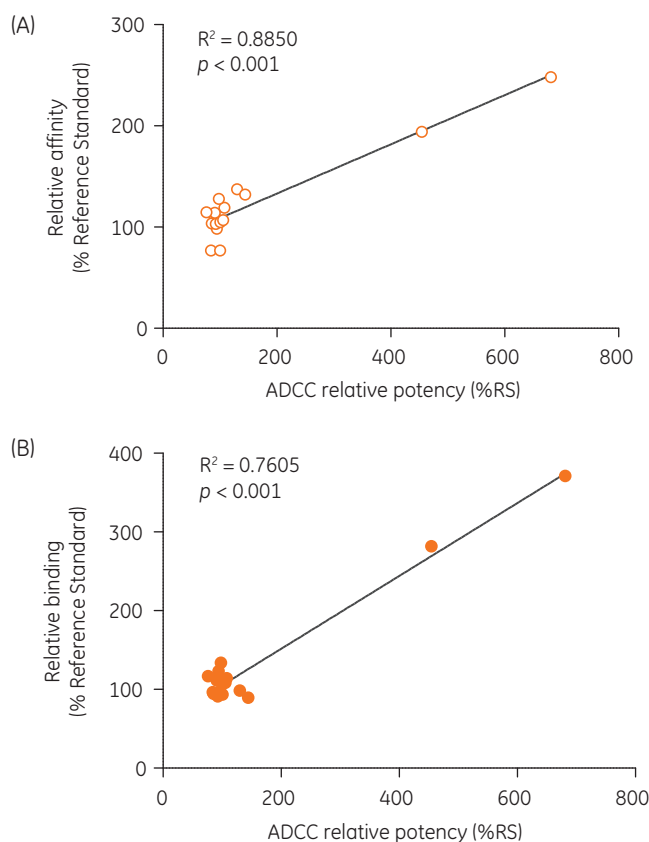 (A)
R² = 0.8850
p < 0.001
Relative affinity
(% Reference Standard)
300
200
100
0
0 200 400 600 800
ADCC relative potency (%RS)
(B)
R² = 0.7605
p < 0.001
Relative binding
(% Reference Standard)
400
300
200
100
0
0 200 400 600 800
ADCC relative potency (%RS)